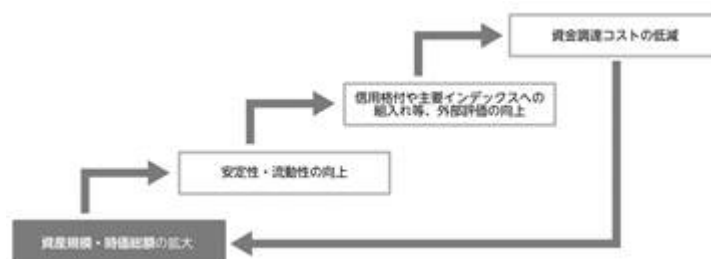 資金調達コストの低減
信用格付や主要インデックスへの
組入れ等、外部評価の向上
安定性・流動性の向上
資産規模・時価総額の拡大